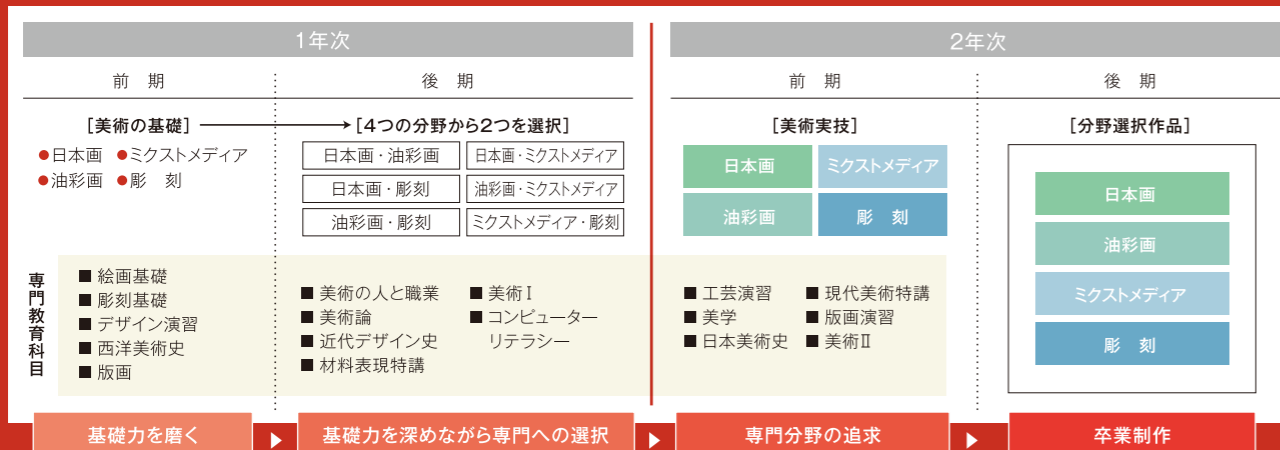 1年次
2年次
前　期
後　期
前　期
後　期
[美術の基礎]
[4つの分野から2つを選択]
[美術実技]
[分野選択作品]
●日本画 ●ミクストメディア
●油彩画 ●彫　刻
日本画・油彩画
日本画・ミクストメディア
日本画・彫刻
油彩画・ミクストメディア
油彩画・彫刻
ミクストメディア・彫刻
日本画
ミクストメディア
油彩画
彫　刻
日本画
油彩画
ミクストメディア
彫　刻
専門教育科目
■ 絵画基礎
■ 彫刻基礎
■ デザイン演習
■ 西洋美術史
■ 版画
■ 美術の人と職業
■ 美術論
■ 近代デザイン史
■ 材料表現特講
■ 美術Ⅰ
■ コンピューター
リテラシー
■ 工芸演習
■ 美学
■ 日本美術史
■ 現代美術特講
■ 版画演習
■ 美術Ⅱ
基礎力を磨く
基礎力を深めながら専門への選択
専門分野の追求
卒業制作